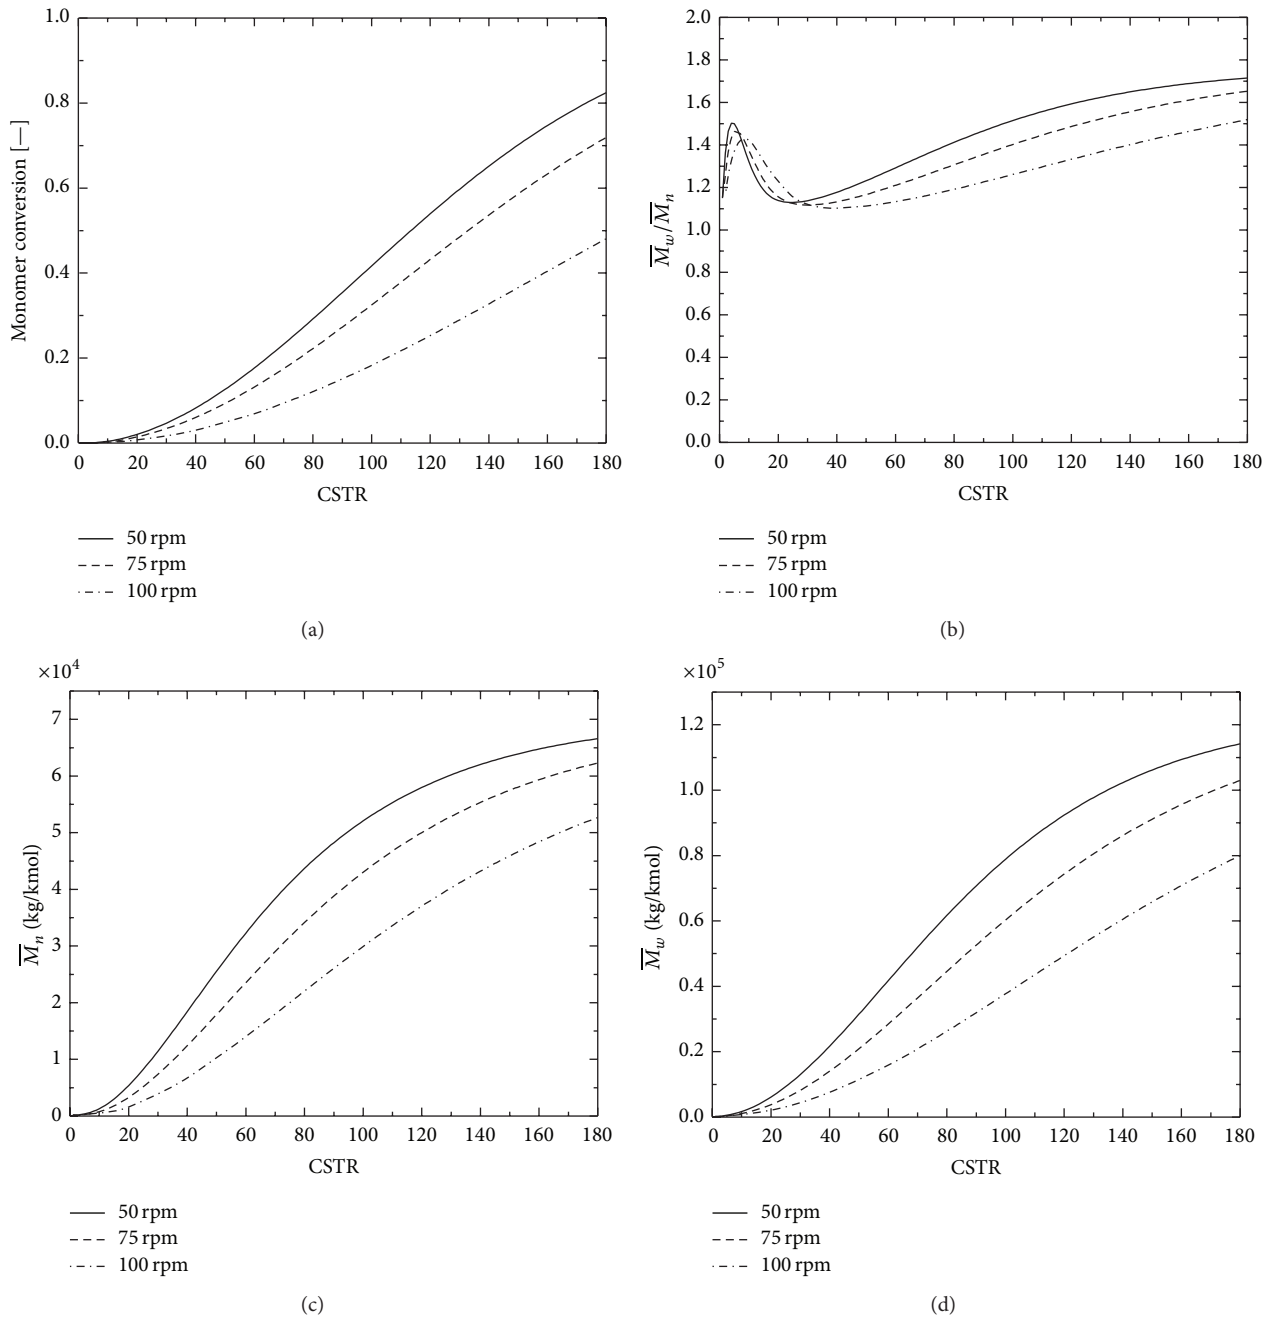 1.0
0.8
0.6
0.4
0.2
0.0
Monomer conversion [—]
0 20 40 60 80 100 120 140 160 180
CSTR
50 rpm
75 rpm
100 rpm
(a)
2.0
1.8
1.6
1.4
1.2
1.0
0.8
0.6
0.4
0.2
0.0
M̅w/M̅n
0 20 40 60 80 100 120 140 160 180
CSTR
50 rpm
75 rpm
100 rpm
(b)
×10⁴
7
6
5
4
3
2
1
0
M̅n (kg/kmol)
0 20 40 60 80 100 120 140 160 180
CSTR
50 rpm
75 rpm
100 rpm
(c)
×10⁵
1.2
1.0
0.8
0.6
0.4
0.2
0.0
M̅w (kg/kmol)
0 20 40 60 80 100 120 140 160 180
CSTR
50 rpm
75 rpm
100 rpm
(d)